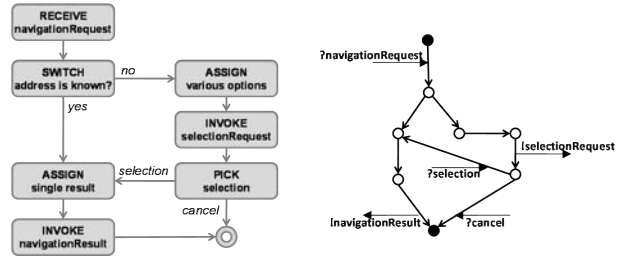 RECEIVE
navigationRequest
SWITCH
address is known?
no
ASSIGN
various options
yes
INVOKE
selectionRequest
ASSIGN
single result
selection
PICK
selection
cancel
INVOKE
navigationResult
?navigationRequest
!selectionRequest
?selection
!navigationResult
?cancel